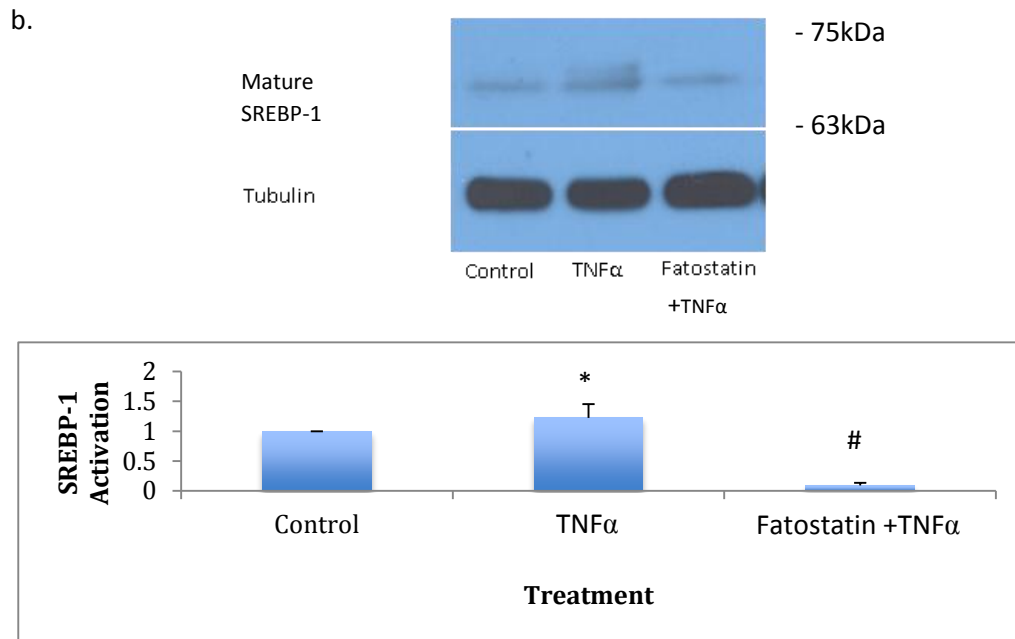 b.
- 75kDa
Mature
SREBP-1
- 63kDa
Tubulin
Control TNFα Fatostatin
+TNFα
SREBP-1
Activation
2
1.5
1
0.5
0
*
#
Control TNFα Fatostatin +TNFα
Treatment